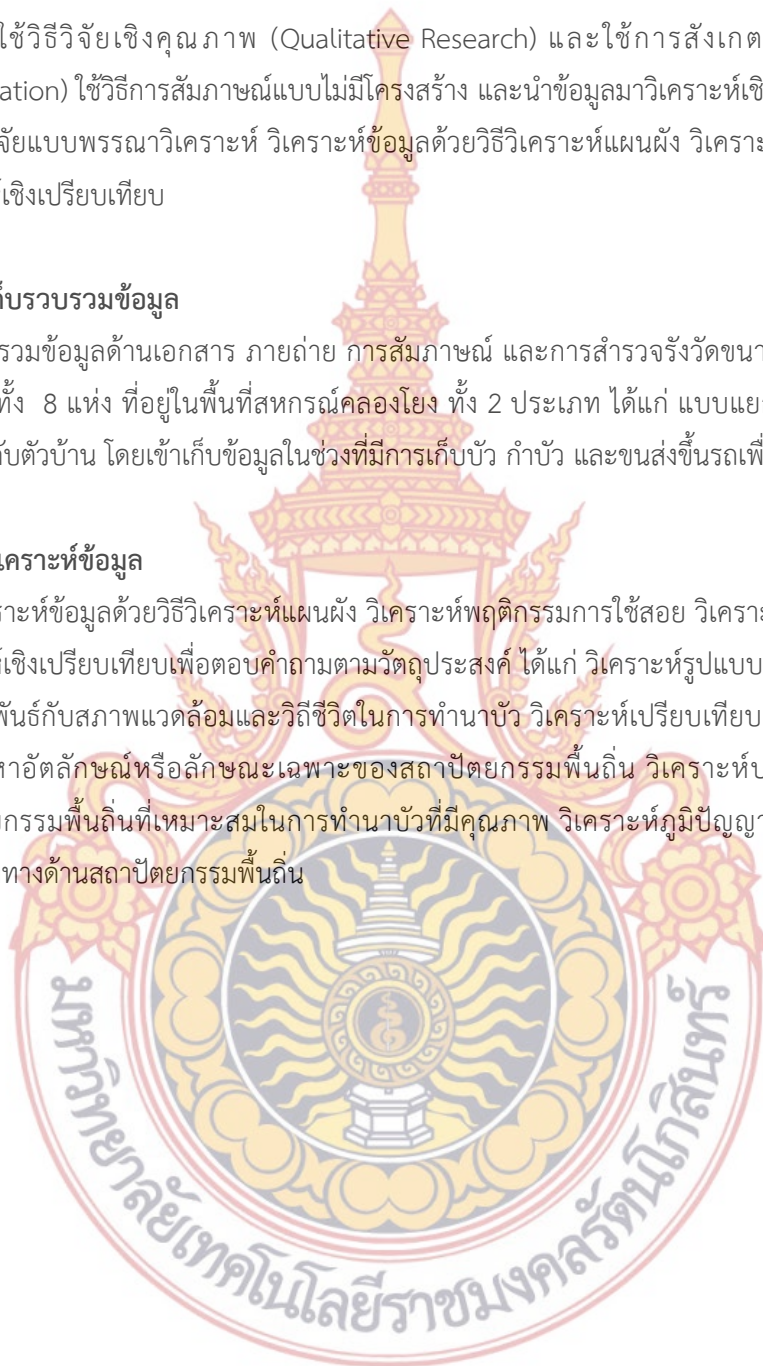 ใช้วิธีวิจัยเชิงคุณภาพ (Qualitative Research) และใช้การสังเกต
ation) ใช้วิธีการสัมภาษณ์แบบไม่มีโครงสร้าง และนำข้อมูลมาวิเคราะห์เชิ
จัยแบบพรรณาวิเคราะห์ วิเคราะห์ข้อมูลด้วยวิธีวิเคราะห์แผนผัง วิเคราะ
์เชิงเปรียบเทียบ
ก็บรวบรวมข้อมูล
รวมข้อมูลด้านเอกสาร ภายถ่าย การสัมภาษณ์ และการสำรวจรังวัดขนา
ทั้ง 8 แห่ง ที่อยู่ในพื้นที่สหกรณ์คลองโยง ทั้ง 2 ประเภท ได้แก่ แบบแย
ับตัวบ้าน โดยเข้าเก็บข้อมูลในช่วงที่มีการเก็บบัว กำบัว และขนส่งขึ้นรถเพื่
เคราะห์ข้อมูล
ราะห์ข้อมูลด้วยวิธีวิเคราะห์แผนผัง วิเคราะห์พฤติกรรมการใช้สอย วิเครา
์เชิงเปรียบเทียบเพื่อตอบคำถามตามวัตถุประสงค์ ได้แก่ วิเคราะห์รูปแบบ
พันธ์กับสภาพแวดล้อมและวิถีชีวิตในการทำนาบัว วิเคราะห์เปรียบเทียบ
หาอัตลักษณ์หรือลักษณะเฉพาะของสถาปัตยกรรมพื้นถิ่น วิเคราะห์ป
ยกรรมพื้นถิ่นที่เหมาะสมในการทำนาบัวที่มีคุณภาพ วิเคราะห์ภูมิปัญญา
ทางด้านสถาปัตยกรรมพื้นถิ่น
มหาวิทยาลัยเทคโนโลยีราชมงคลรัตนโกสินทร์